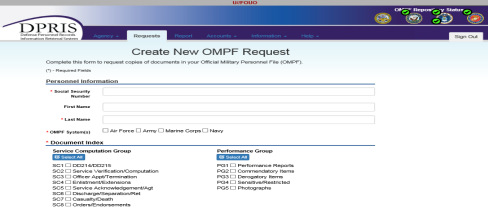 U//FOUO
DPRIS
Defense Personnel Records
Information Retrieval System
Agency
Requests
Report
Accounts
Information
Help
OMPF Repository Status
Sign Out
Create New OMPF Request
Complete this form to request copies of documents in your Official Military Personnel File (OMPF).
(*) - Required Fields
Personnel Information
* Social Security
Number
First Name
* Last Name
* OMPF System(s)
Air Force Army Marine Corps Navy
* Document Index
Service Computation Group
Select All
SC1 DD214/DD215
SC2 Service Verification/Computation
SC3 Officer Appt/Termination
SC4 Enlistment/Extensions
SC5 Service Acknowledgement/Agt
SC6 Discharge/Separation/Ret
SC7 Casualty/Death
SC8 Orders/Endorsements
Performance Group
Select All
PG1 Performance Reports
PG2 Commendatory Items
PG3 Derogatory Items
PG4 Sensitive/Restricted
PG5 Photographs